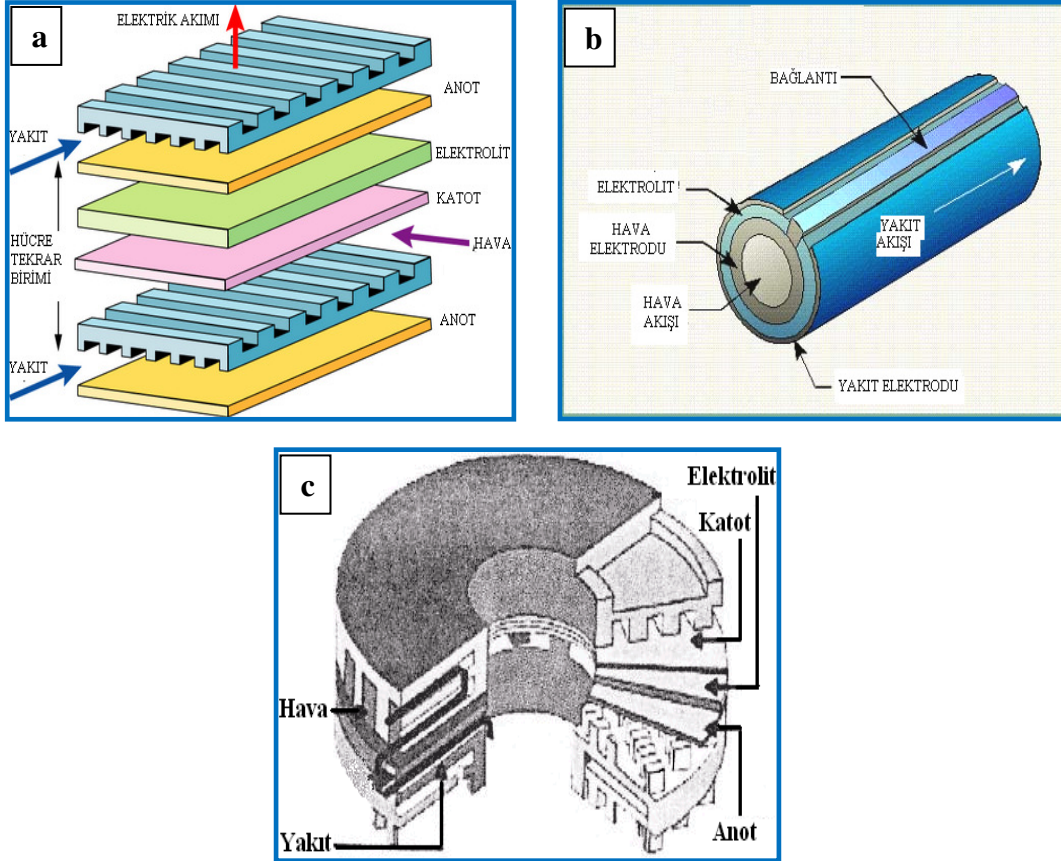 a
ELEKTRİK AKIMI
ANOT
YAKIT
ELEKTROLİT
KATOT
HAVA
HÜCRE
TEKRAR
BİRİMİ
ANOT
YAKIT
b
BAĞLANTI
ELEKTROLIT
HAVA
ELEKTRODU
YAKIT
AKIŞI
HAVA
AKIŞI
YAKIT ELEKTRODU
c
Elektrolit
Katot
Hava
Yakıt
Anot